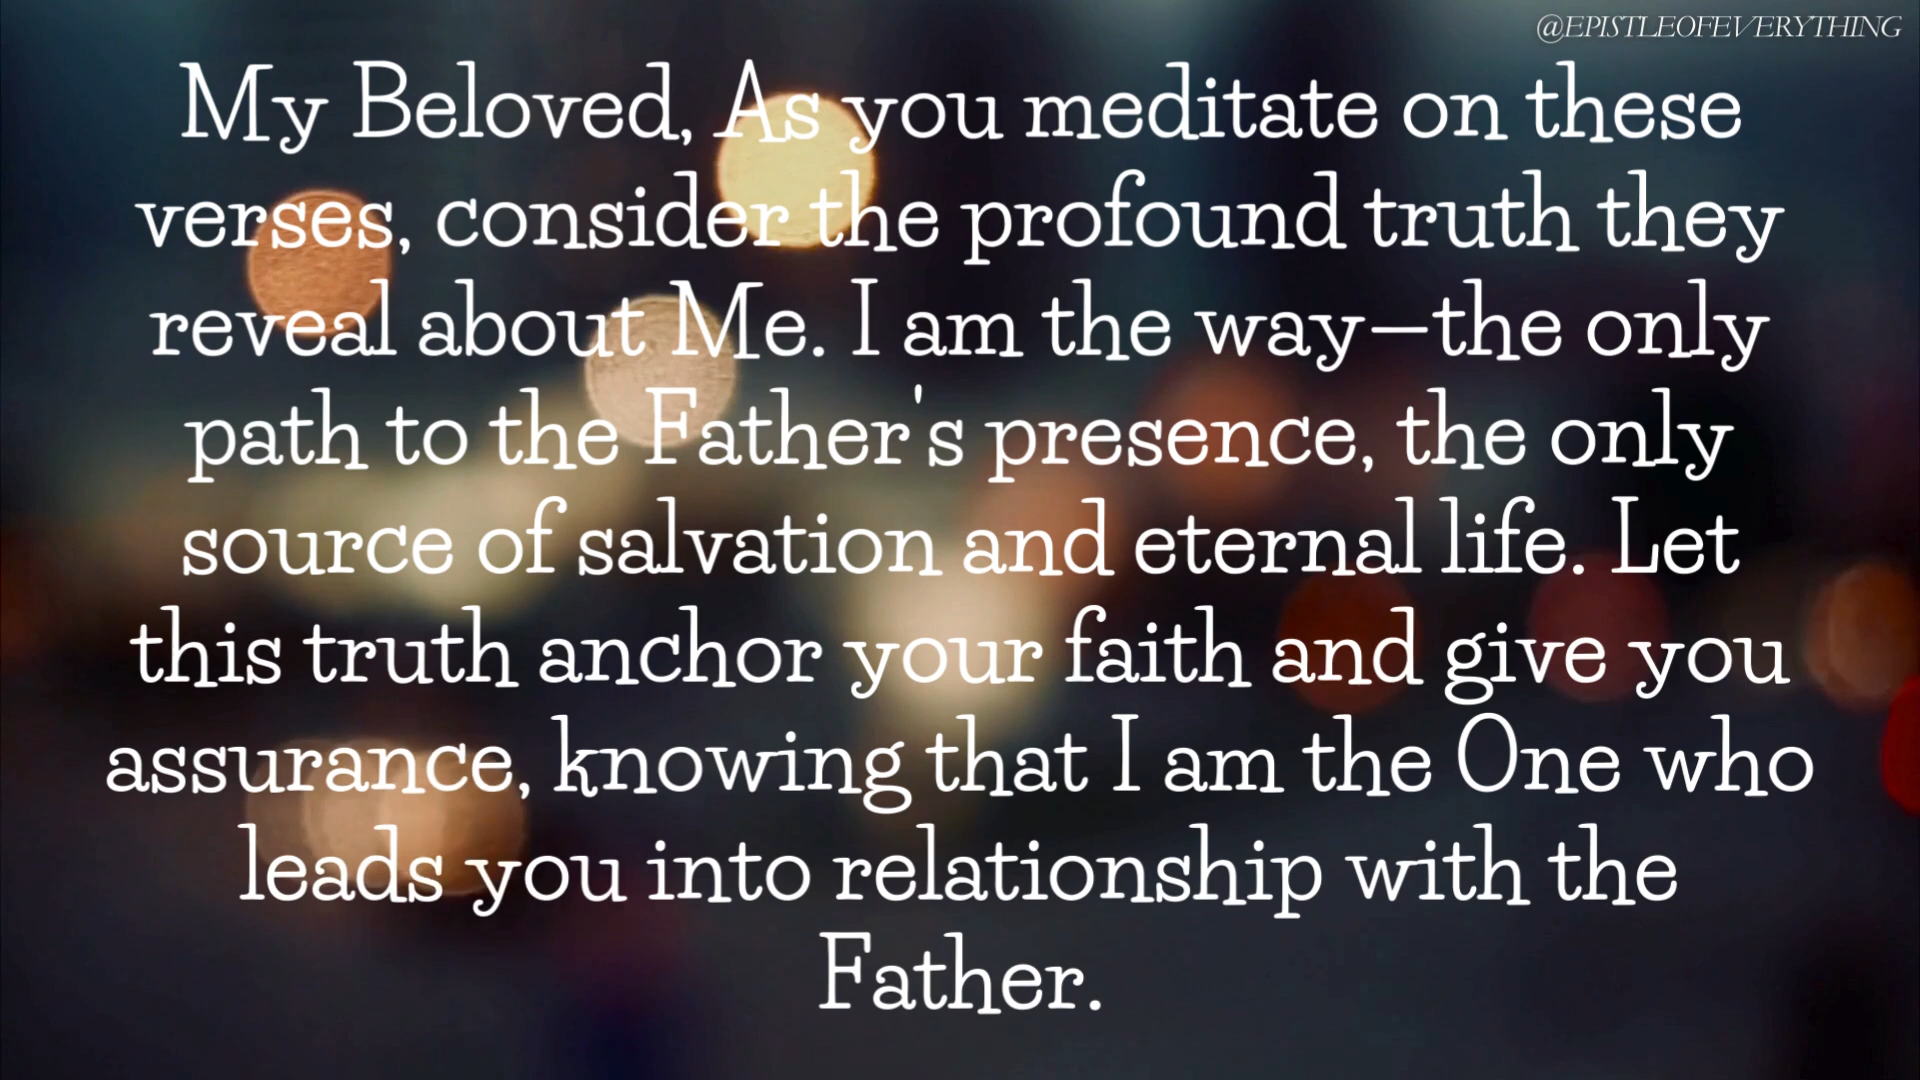 @EPISTLEOFEVERYTHING
My Beloved, As you meditate on these
verses, consider the profound truth they
reveal about Me. I am the way—the only
path to the Father's presence, the only
source of salvation and eternal life. Let
this truth anchor your faith and give you
assurance, knowing that I am the One who
leads you into relationship with the
Father.